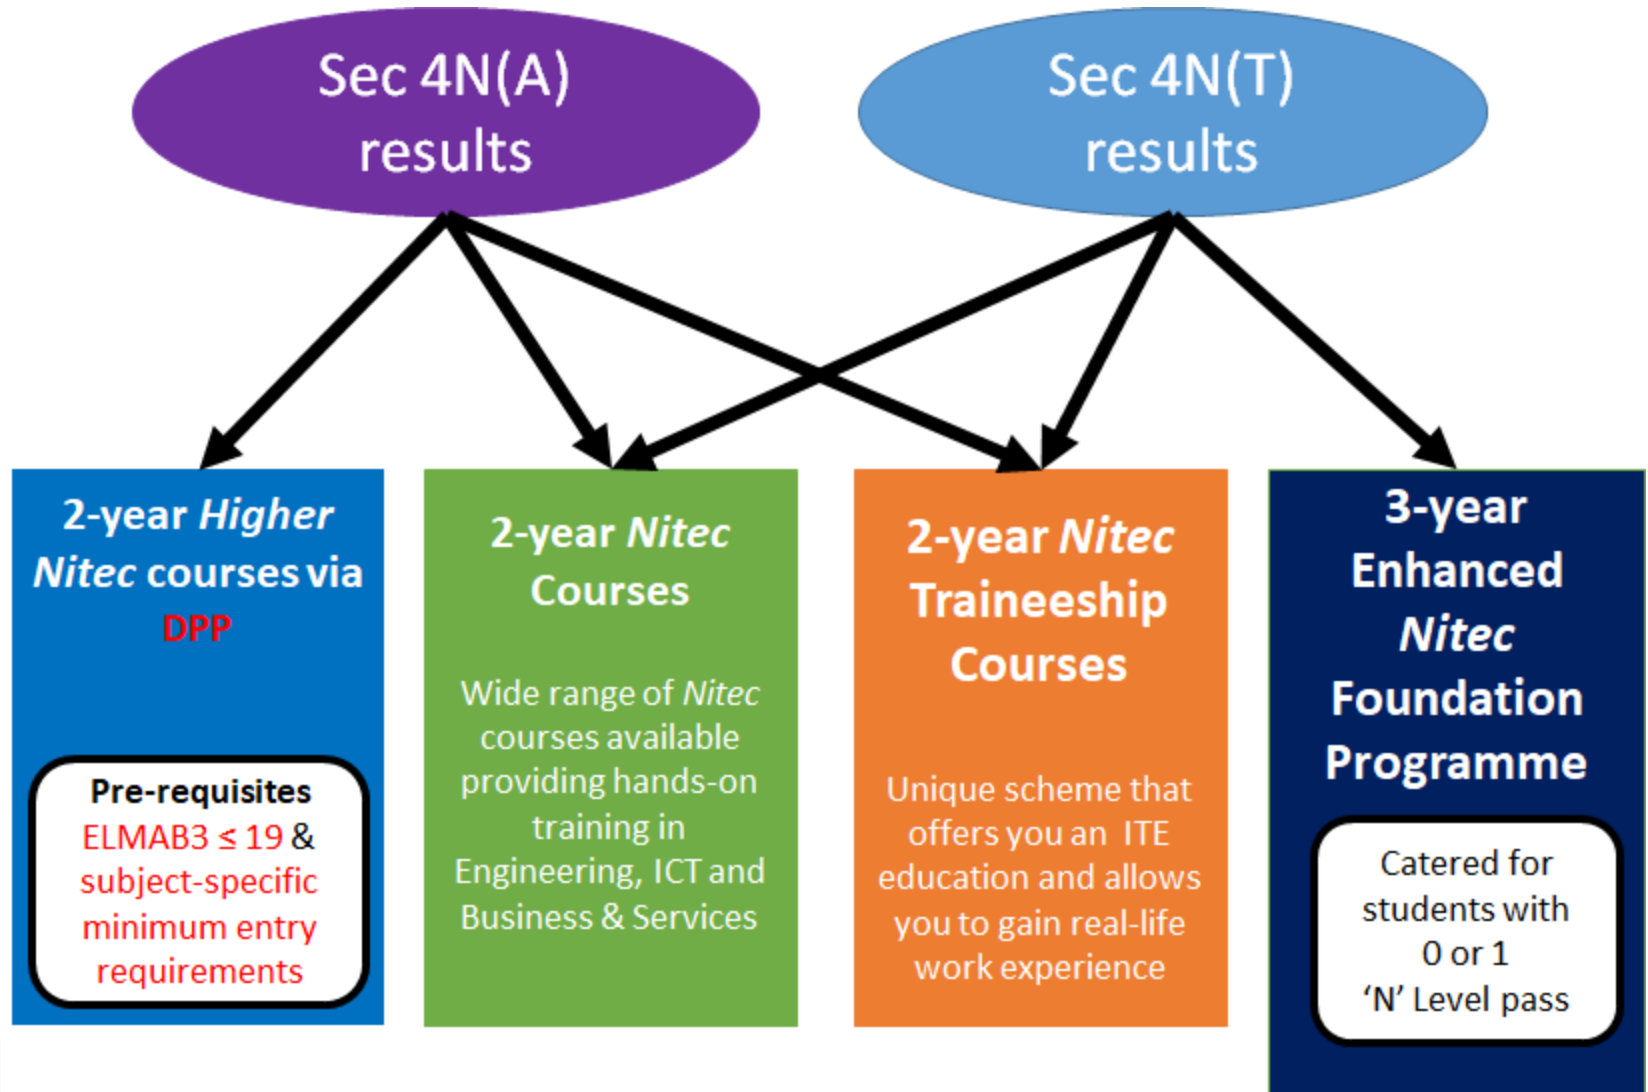 Sec 4N(A)
results
Sec 4N(T)
results
2-year Higher
Nitec courses via
DPP
Pre-requisites
ELMAB3 ≤ 19 &
subject-specific
minimum entry
requirements
2-year Nitec
Courses
Wide range of Nitec
courses available
providing hands-on
training in
Engineering, ICT and
Business & Services
2-year Nitec
Traineeship
Courses
Unique scheme that
offers you an ITE
education and allows
you to gain real-life
work experience
3-year
Enhanced
Nitec
Foundation
Programme
Catered for
students with
0 or 1
‘N’ Level pass